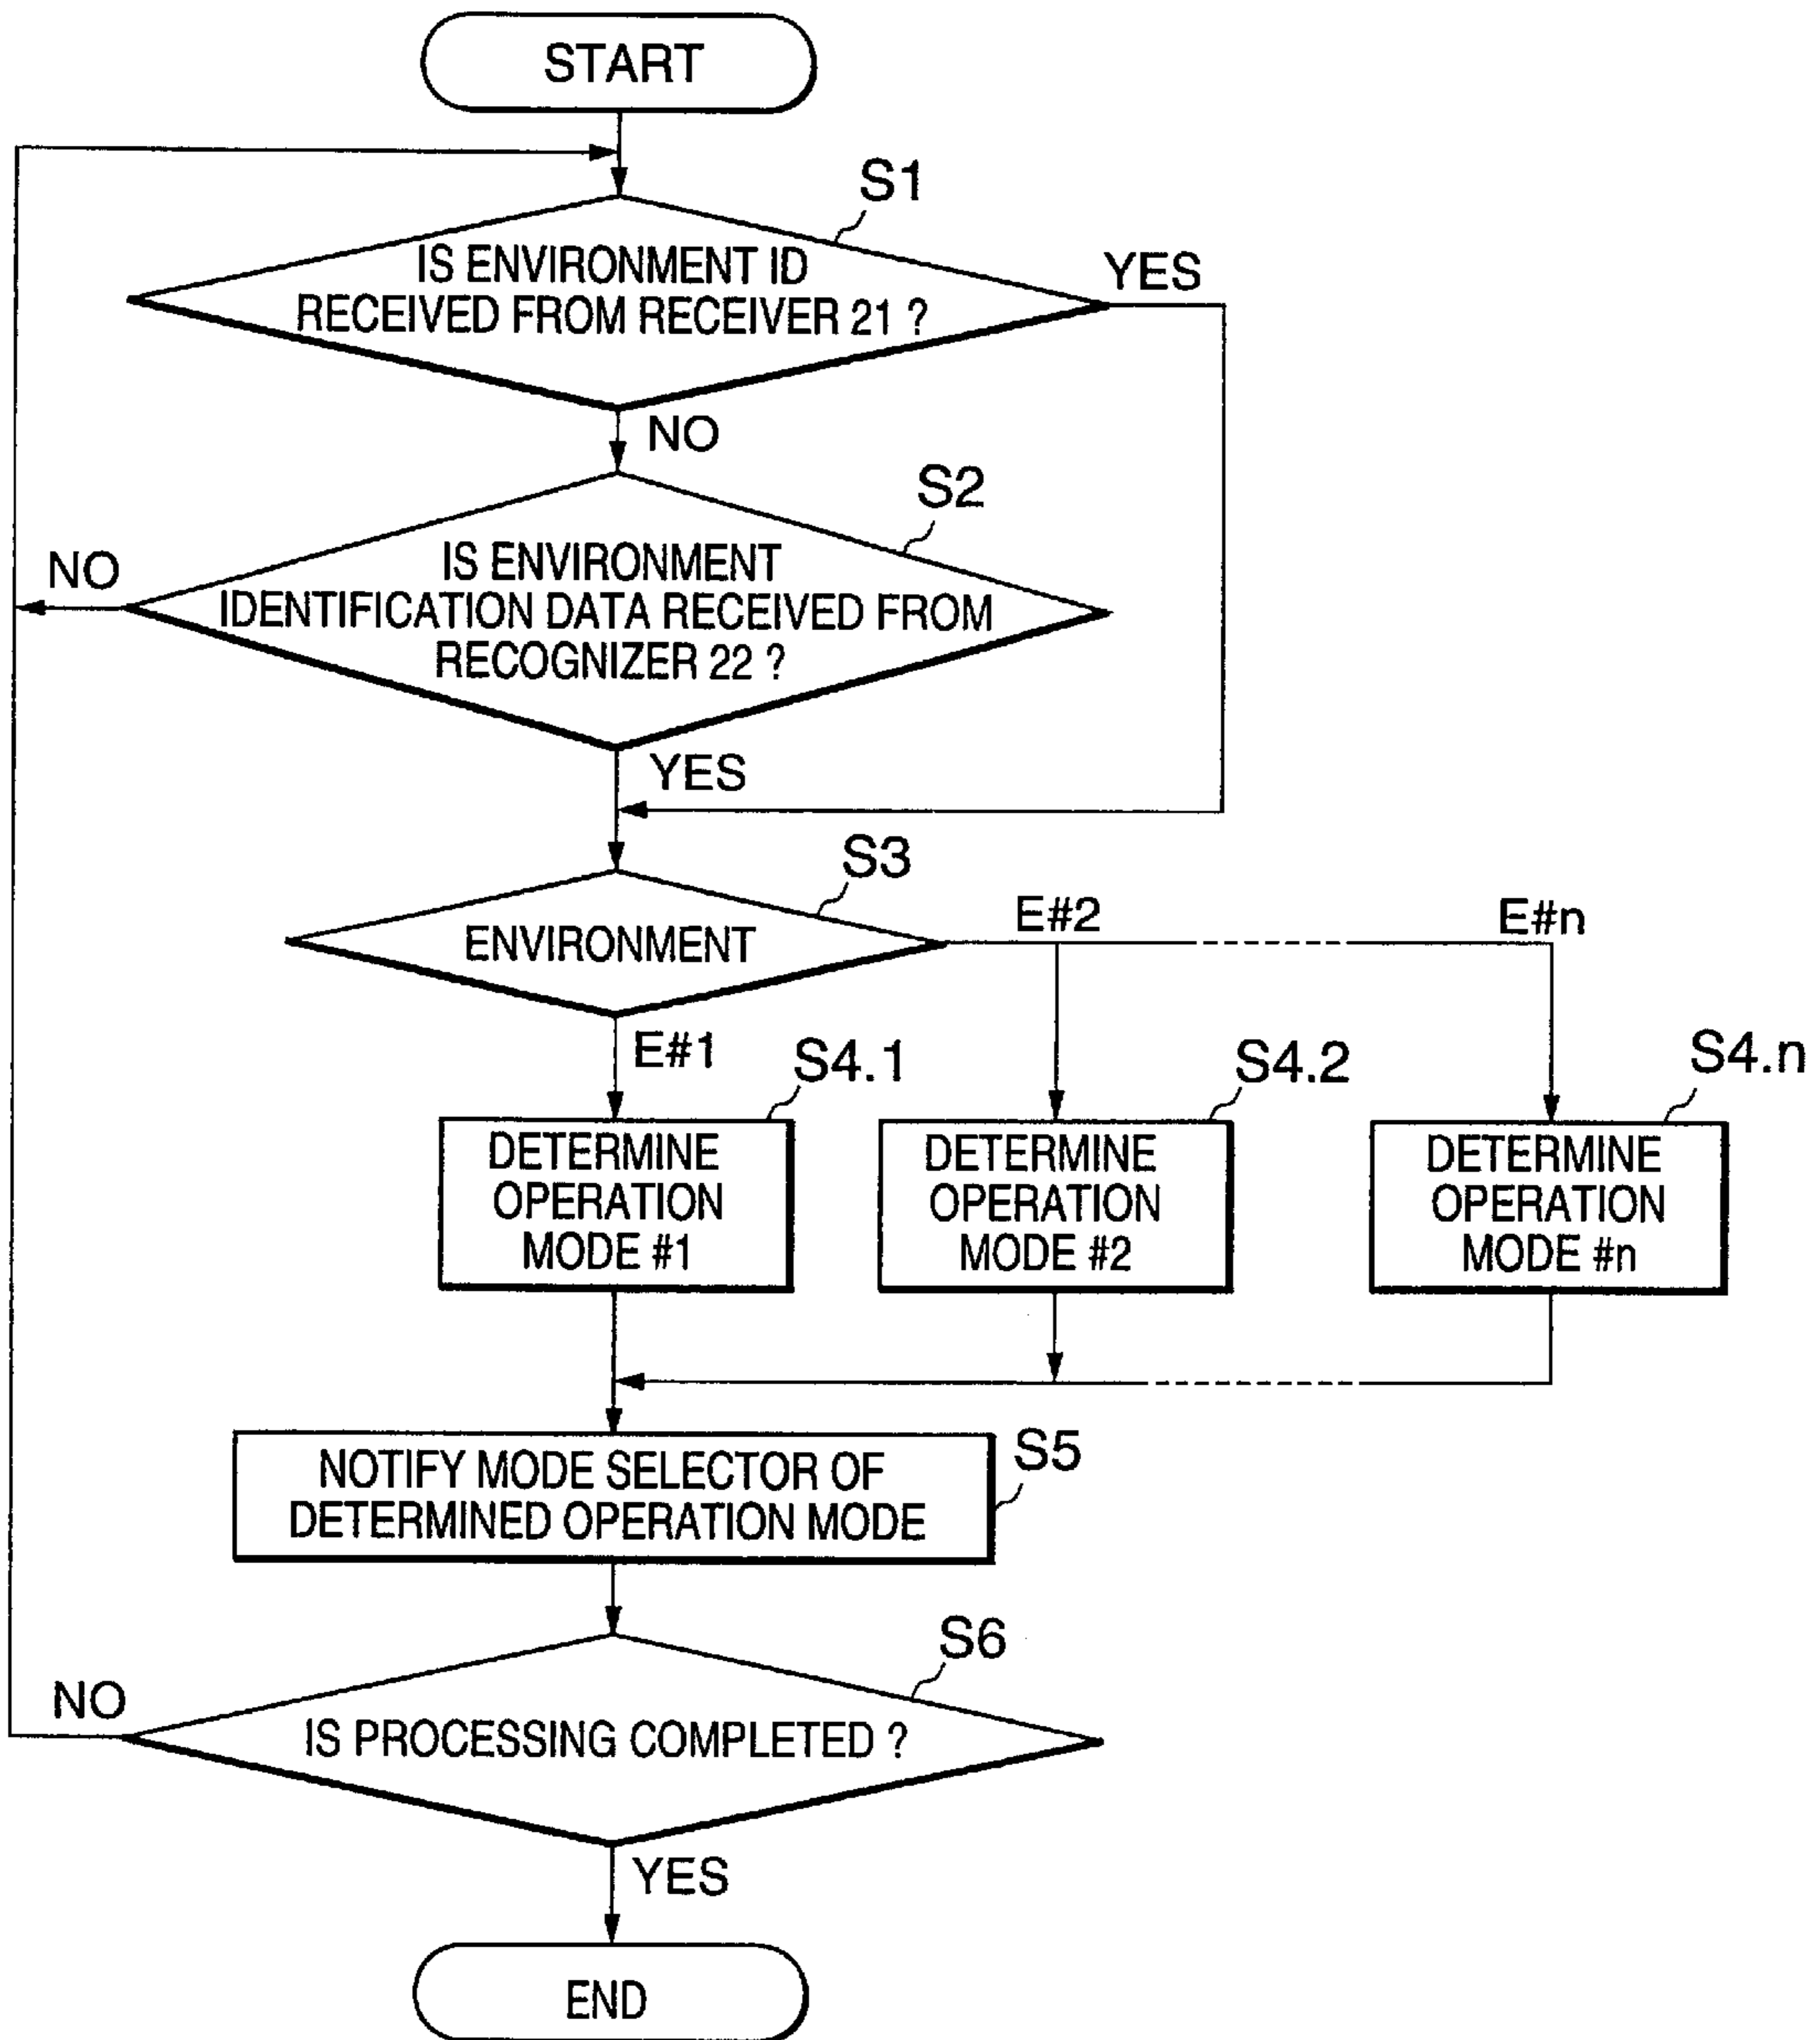 START
S1
IS ENVIRONMENT ID
RECEIVED FROM RECEIVER 21 ?
YES
NO
S2
IS ENVIRONMENT
IDENTIFICATION DATA RECEIVED FROM
RECOGNIZER 22 ?
NO
YES
S3
ENVIRONMENT
E#2
E#n
E#1
S4.1
S4.2
S4.n
DETERMINE
OPERATION
MODE #1
DETERMINE
OPERATION
MODE #2
DETERMINE
OPERATION
MODE #n
NOTIFY MODE SELECTOR OF
DETERMINED OPERATION MODE
S5
S6
NO
IS PROCESSING COMPLETED ?
YES
END